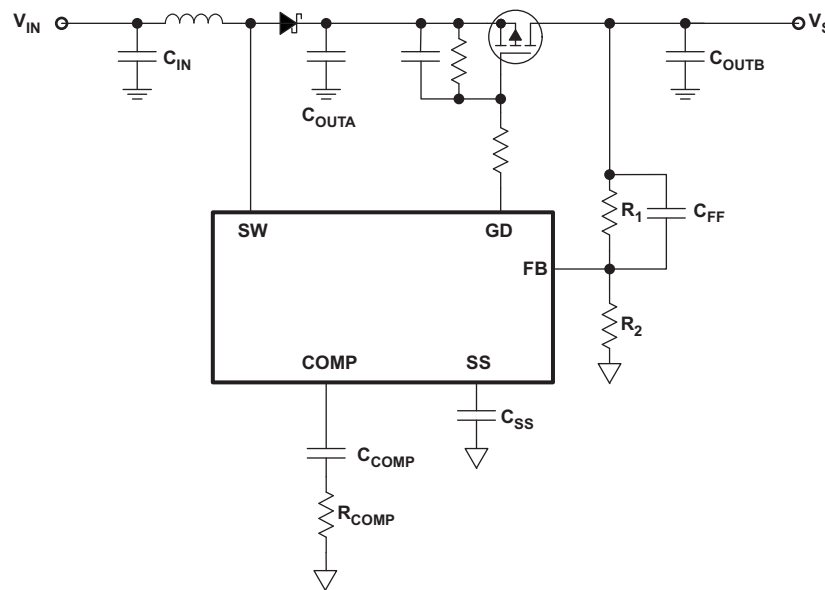 V_IN
V_S
C_IN
C_OUTA
C_OUTB
SW
GD
R_1
C_FF
FB
R_2
COMP
SS
C_SS
C_COMP
R_COMP